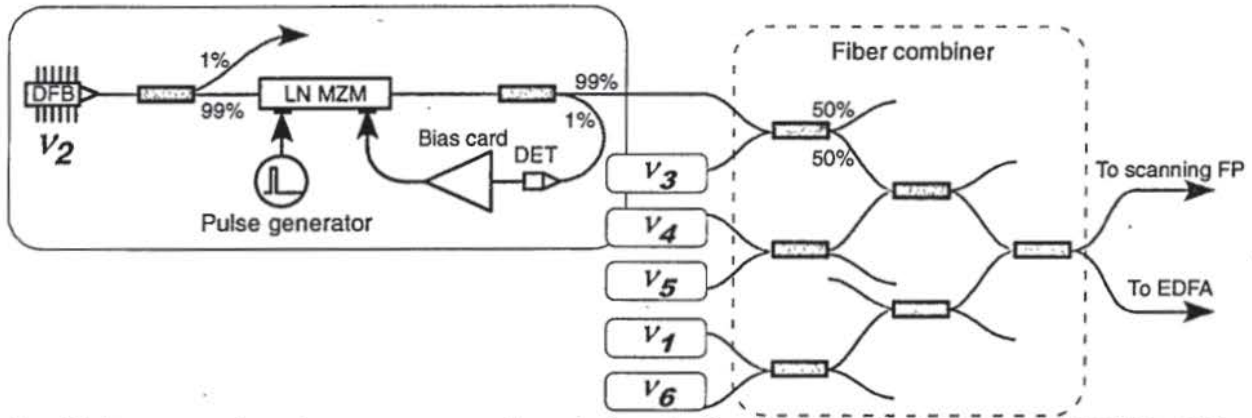 DFB
ν2
1%
99%
LN MZM
Bias card
DET
99%
1%
Pulse generator
ν3
ν4
ν5
ν1
ν6
Fiber combiner
50%
50%
To scanning FP
To EDFA